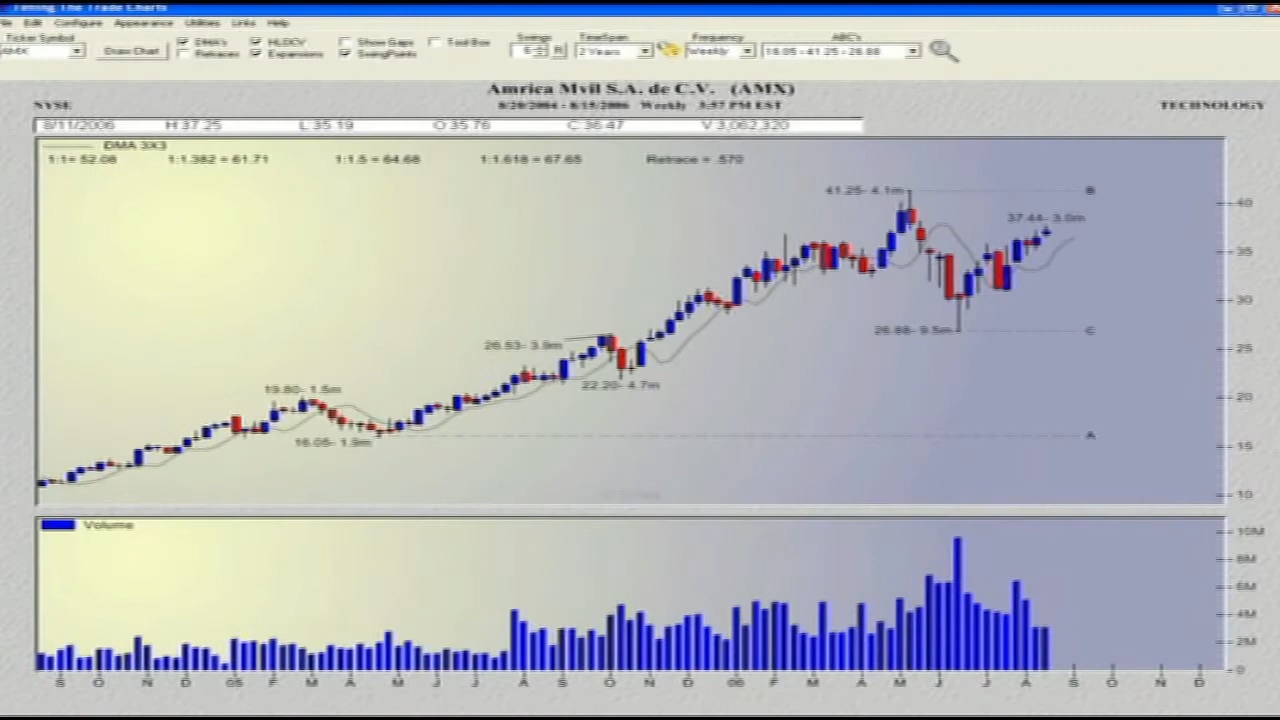 Timing The Trade Charts
File Edit Configure Appearance Utilities Links Help
Ticker Symbol Swings TimeSpan Frequency ABC's
AMX Draw Chart DMA's HLOCV Show Gaps Tool Box 5 R 2 Years Weekly 16.05 - 41.25 - 26.88
Retraces Expansions SwingPoints
Amrica Mvil S.A. de C.V. (AMX)
NYSE 8/20/2004 - 8/15/2006 Weekly 3:57 PM EST TECHNOLOGY
8/11/2006 H 37.25 L 35.19 O 35.76 C 36.47 V 3,062,320
DMA 3X3
1:1= 52.08 1:1.382 = 61.71 1:1.5 = 64.68 1:1.618 = 67.65 Retrace = .570
41.25- 4.1m B
40
37.44- 3.0m
35
30
26.88- 9.5m C
26.53- 3.9m 25
22.20- 4.7m
19.80- 1.5m 20
16.05- 1.9m A
15
10
Volume
10M
8M
6M
4M
2M
0
S O N D 05 F M A M J J A S O N D 06 F M A M J J A S O N D